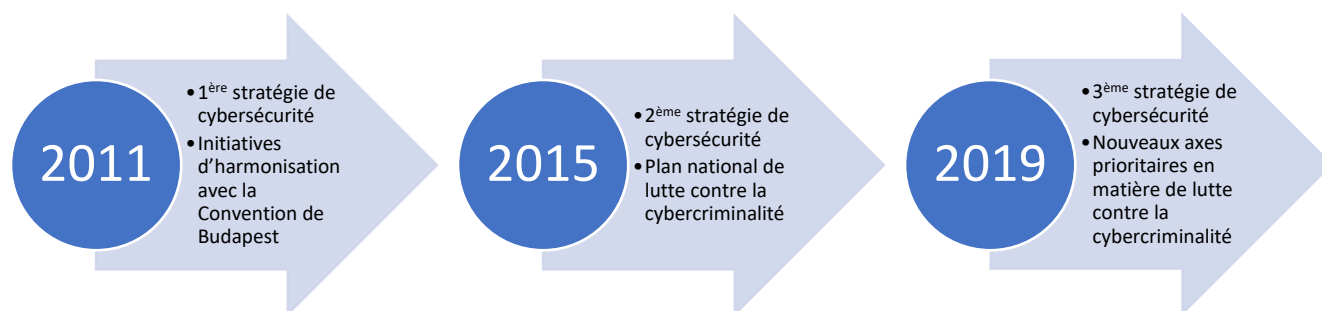 2011
•1ère stratégie de
cybersécurité
•Initiatives
d’harmonisation
avec la
Convention de
Budapest
2015
•2ème stratégie de
cybersécurité
•Plan national de
lutte contre la
cybercriminalité
2019
•3ème stratégie de
cybersécurité
•Nouveaux axes
prioritaires en
matière de lutte
contre la
cybercriminalité